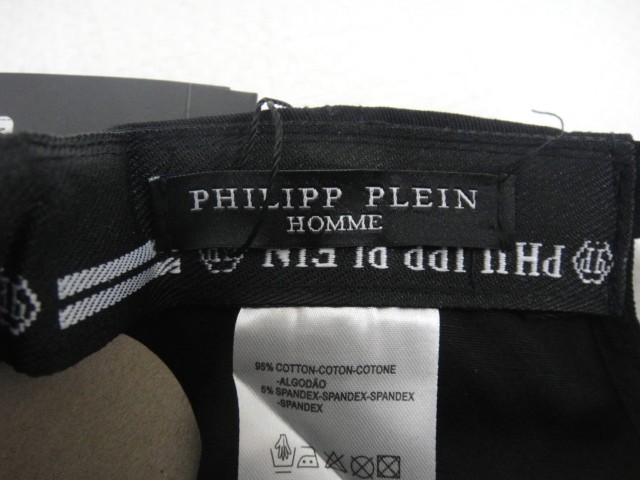 PHILIPP PLEIN
HOMME
PHILIPP PLEIN
95% COTTON-COTON-COTONE
-ALGODÃO
5% SPANDEX-SPANDEX-SPANDEX
-SPANDEX